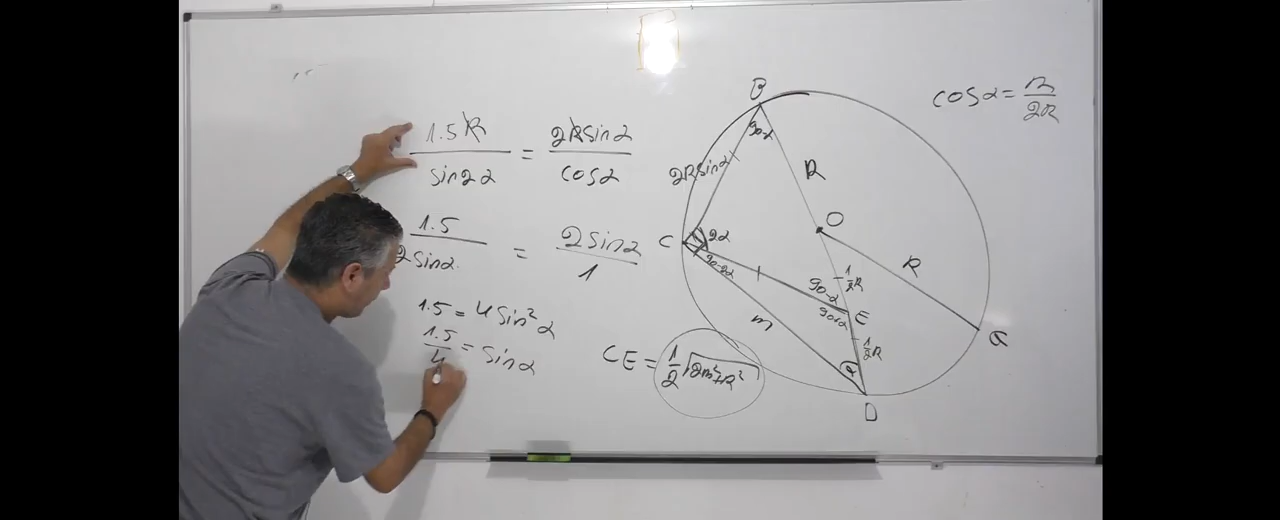 1.5R / sin2α = 2Rsinα / cosα
1.5 / 2sinα = 2sinα / 1
1.5 = 4sin²α
1.5 / 4 = sinα
CE = 1/2 √2m²+R²
cosα = m / 2R
B
90-α
2Rsinα
R
O
C
2α
90-2α
R
1/2R
90-α
E
90+α
m
1/2R
α
a
D